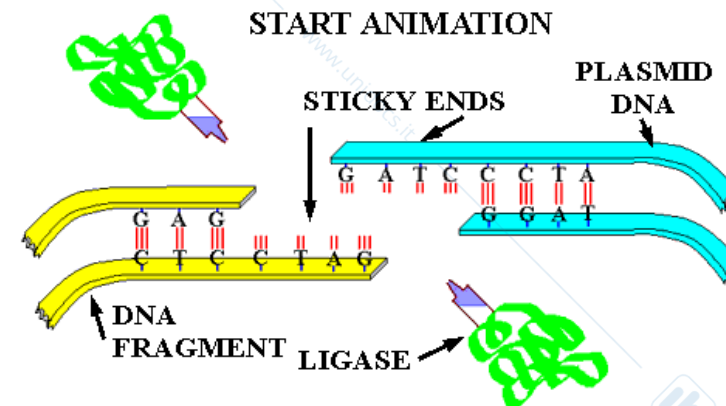 START ANIMATION
PLASMID
DNA
STICKY ENDS
G A T C C C T A
G G A T
G A G
C T C C T A G
DNA
FRAGMENT
LIGASE